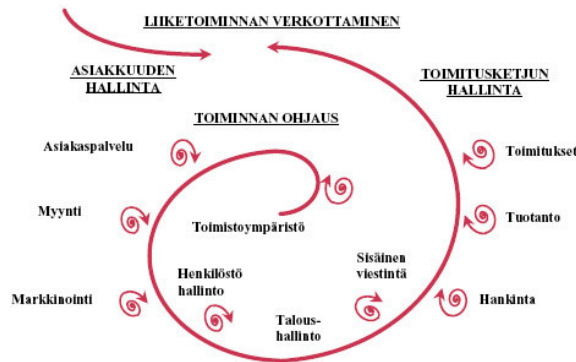 LIIKETOIMINNAN VERKOTTAMINEN
ASIAKKUUDEN
HALLINTA
TOIMITUSKETJUN
HALLINTA
TOIMINNAN OHJAUS
Asiakaspalvelu
Toimitukset
Myynti
Toimistoympäristö
Tuotanto
Sisäinen
viestintä
Henkilöstö
hallinto
Markkinointi
Hankinta
Talous-
hallinto